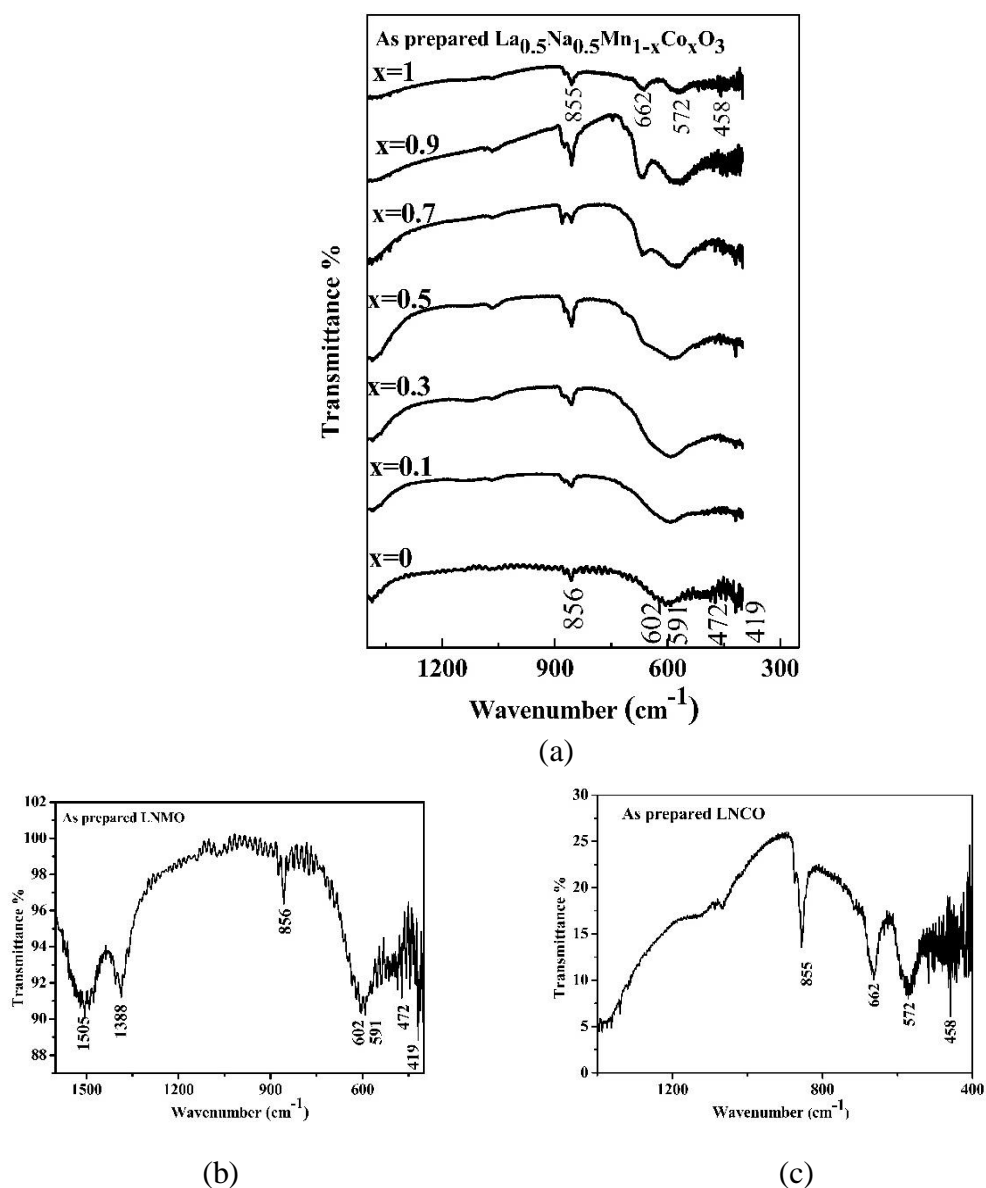 As prepared La0.5Na0.5Mn1-xCoxO3
x=1
855
662
572
458
x=0.9
x=0.7
x=0.5
x=0.3
x=0.1
x=0
856
602
591
472
419
Transmittance %
1200
900
600
300
Wavenumber (cm-1)
(a)
As prepared LNMO
102
100
98
96
94
92
90
88
Transmittance %
1505
1388
856
602
591
472
419
1500
1200
900
600
Wavenumber (cm-1)
(b)
As prepared LNCO
30
25
20
15
10
5
0
Transmittance %
855
662
572
458
1200
800
400
Wavenumber (cm-1)
(c)